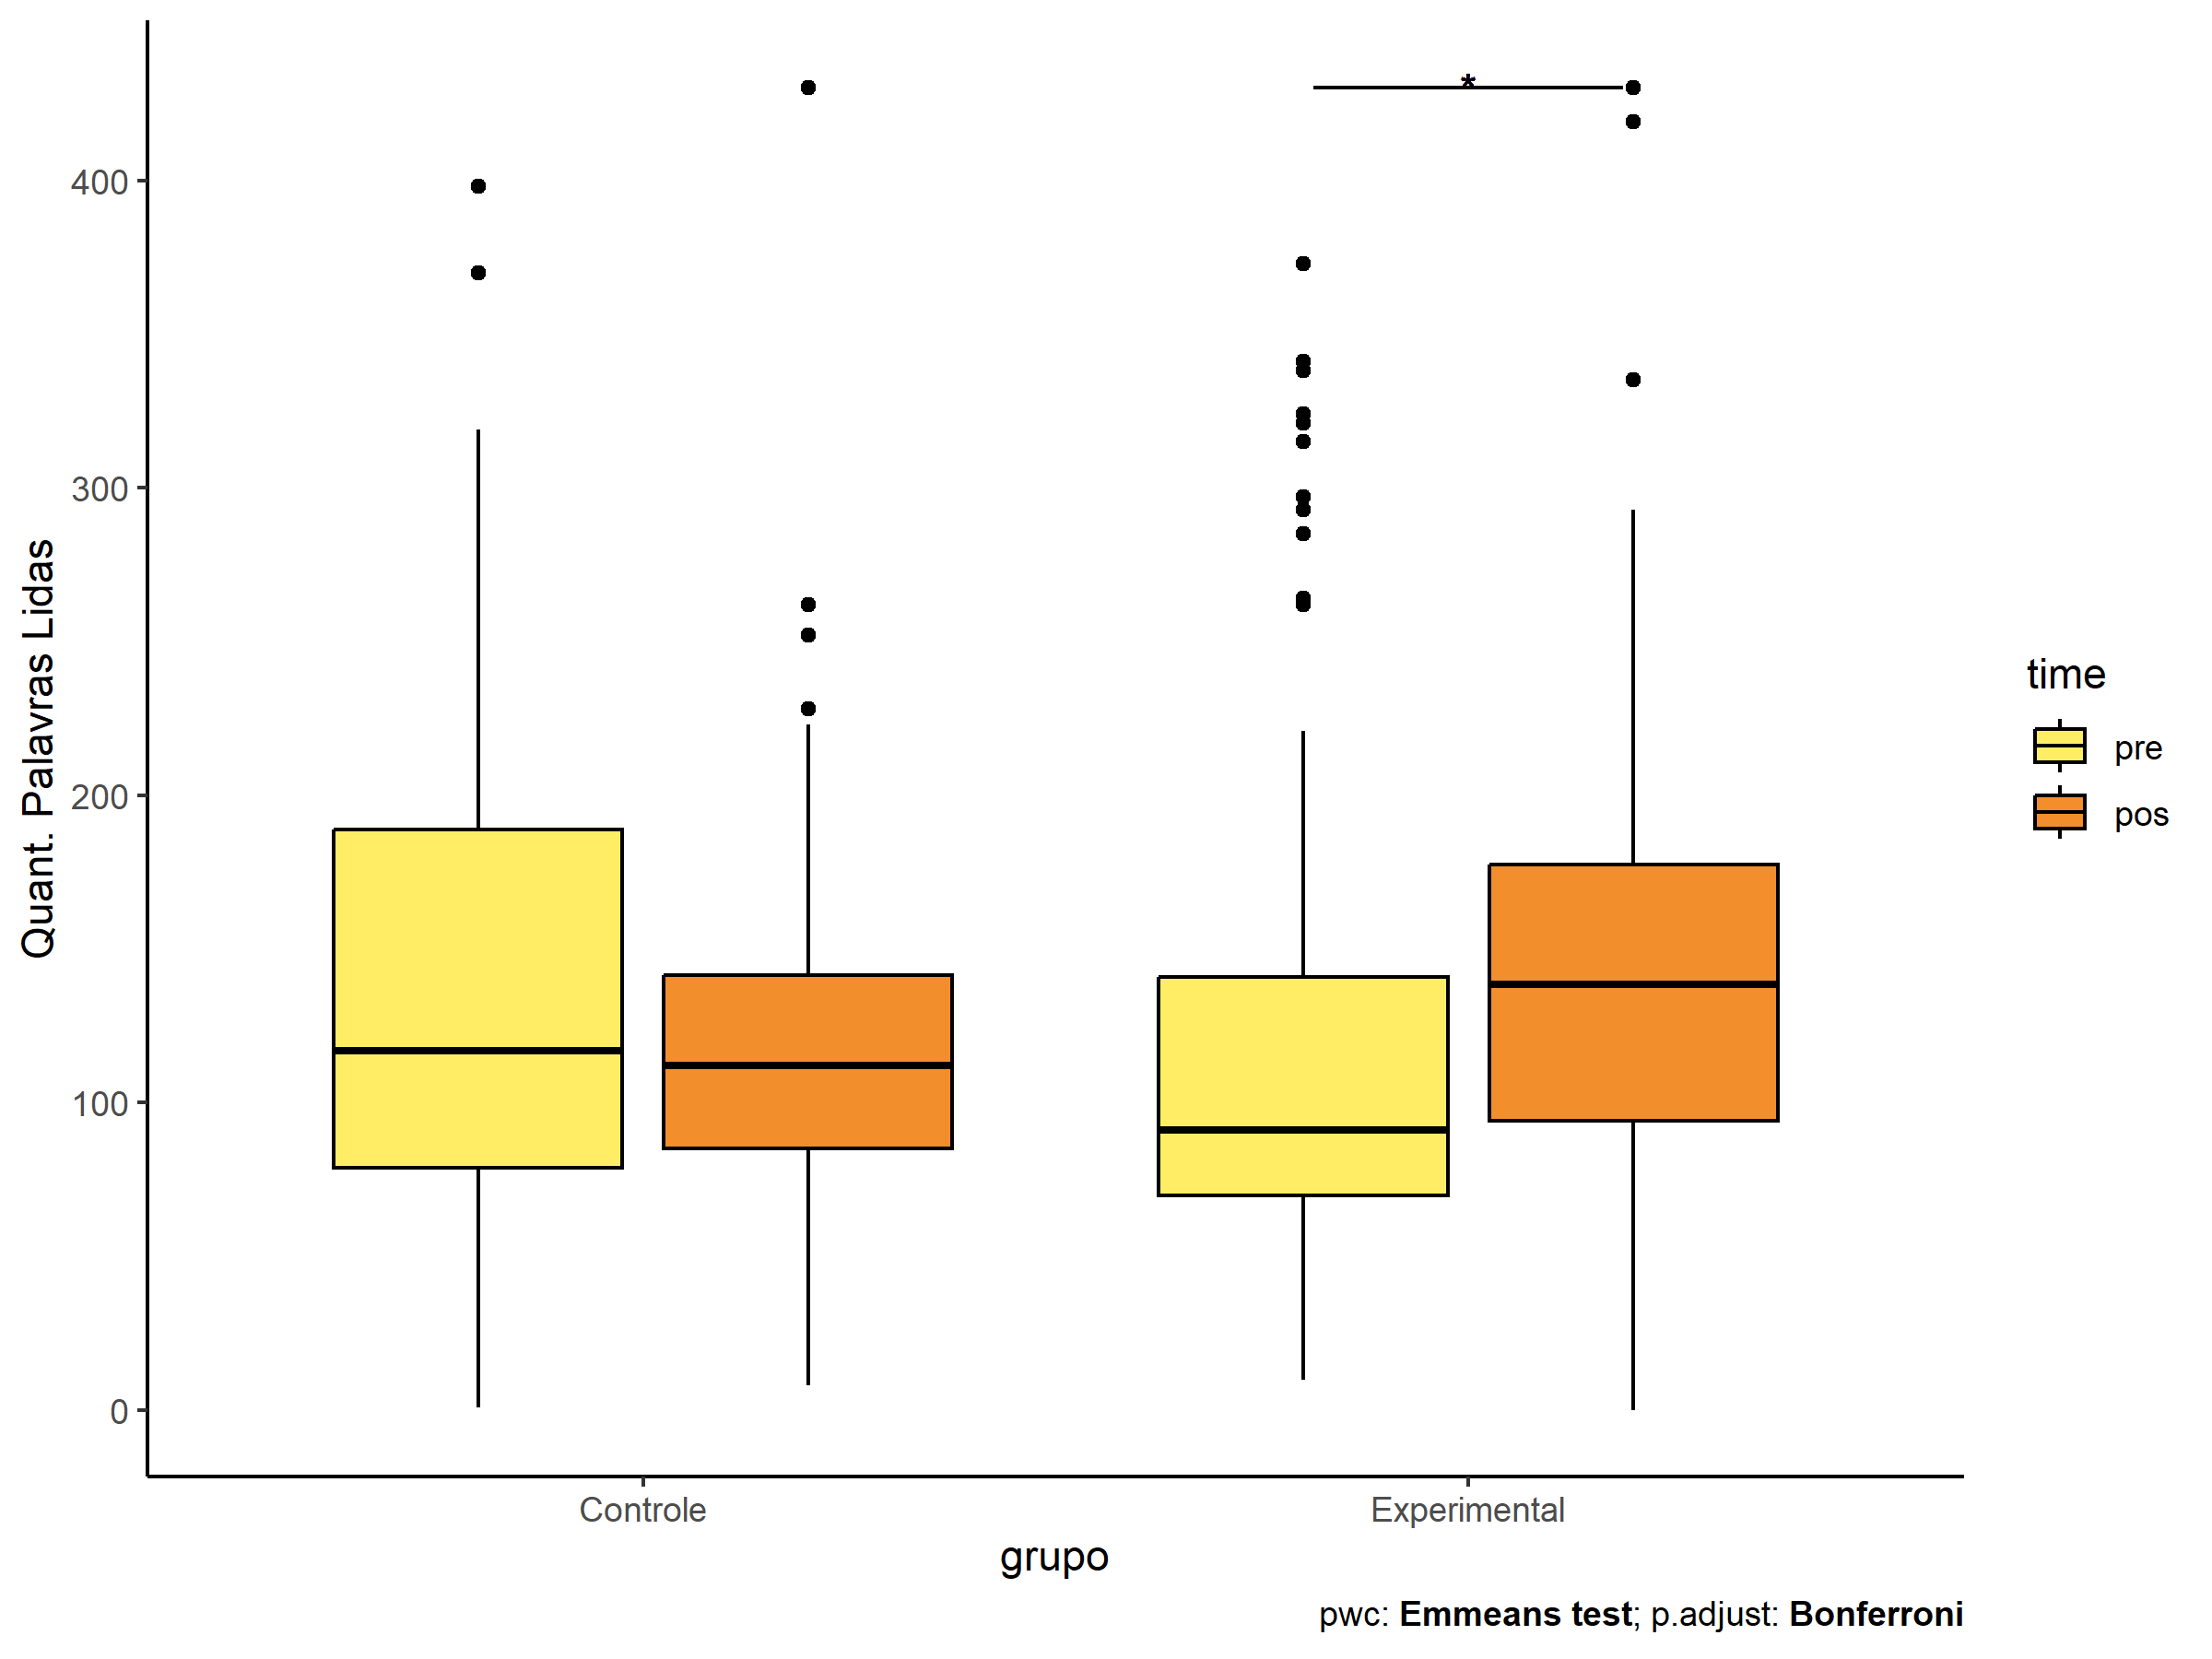 *
400
300
200
100
0
Quant. Palavras Lidas
Controle
Experimental
grupo
time
pre
pos
pwc: Emmeans test; p.adjust: Bonferroni